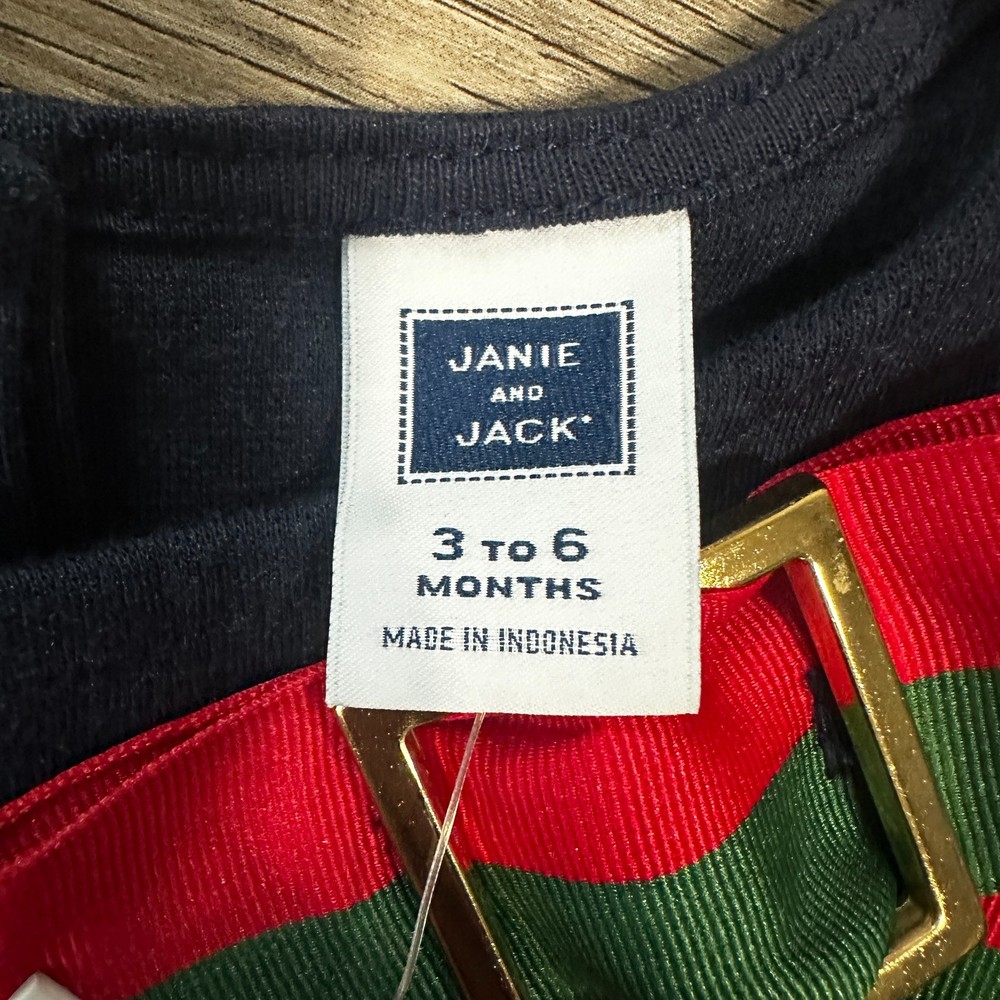 JANIE
AND
JACK
3 TO 6
MONTHS
MADE IN INDONESIA